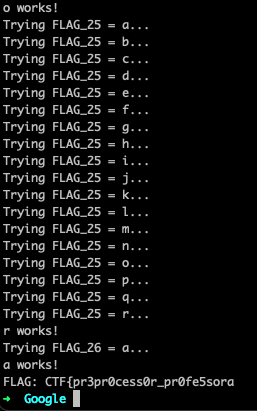 o works!
Trying FLAG_25 = a...
Trying FLAG_25 = b...
Trying FLAG_25 = c...
Trying FLAG_25 = d...
Trying FLAG_25 = e...
Trying FLAG_25 = f...
Trying FLAG_25 = g...
Trying FLAG_25 = h...
Trying FLAG_25 = i...
Trying FLAG_25 = j...
Trying FLAG_25 = k...
Trying FLAG_25 = l...
Trying FLAG_25 = m...
Trying FLAG_25 = n...
Trying FLAG_25 = o...
Trying FLAG_25 = p...
Trying FLAG_25 = q...
Trying FLAG_25 = r...
r works!
Trying FLAG_26 = a...
a works!
FLAG: CTF{pr3pr0cess0r_pr0fe5sora
➜ Google